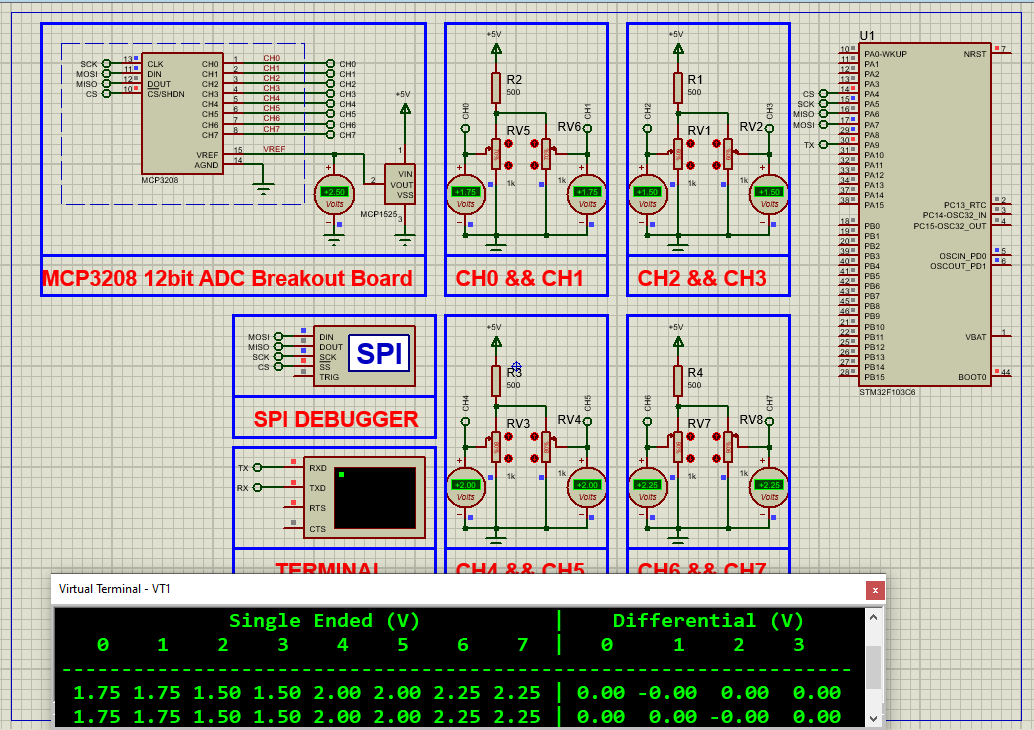 SCK
MOSI
MISO
CS
13
11
12
10
CLK
DIN
DOUT
CS/SHDN
CH0
CH1
CH2
CH3
CH4
CH5
CH6
CH7
VREF
AGND
1
2
3
4
5
6
7
8
15
14
CH0
CH1
CH2
CH3
CH4
CH5
CH6
CH7
VREF
CH0
CH1
CH2
CH3
CH4
CH5
CH6
CH7
MCP3208
+2.50
Volts
+5V
1
VIN
2
VOUT
VSS
MCP1525
3
MCP3208 12bit ADC Breakout Board
+5V
R2
500
CH0
CH1
RV5
RV6
1k
1k
+1.75
Volts
+1.75
Volts
CH0 && CH1
+5V
R1
500
CH2
CH3
RV1
RV2
1k
1k
+1.50
Volts
+1.50
Volts
CH2 && CH3
U1
CS
SCK
MISO
MOSI
TX
10 PA0-WKUP
11 PA1
12 PA2
13 PA3
14 PA4
15 PA5
16 PA6
17 PA7
29 PA8
30 PA9
31 PA10
32 PA11
33 PA12
34 PA13
37 PA14
38 PA15
18 PB0
19 PB1
20 PB2
39 PB3
40 PB4
41 PB5
42 PB6
43 PB7
45 PB8
46 PB9
21 PB10
22 PB11
25 PB12
26 PB13
27 PB14
28 PB15
NRST 7
PC13_RTC 2
PC14-OSC32_IN 3
PC15-OSC32_OUT 4
OSCIN_PD0 5
OSCOUT_PD1 6
VBAT 1
BOOT0 44
STM32F103C6
MOSI
MISO
SCK
CS
DIN
DOUT
SCK
SS
TRIG
SPI
SPI DEBUGGER
TX
RX
RXD
TXD
RTS
CTS
TERMINAL
+5V
R3
500
CH4
CH5
RV3
RV4
1k
1k
+2.00
Volts
+2.00
Volts
CH4 && CH5
+5V
R4
500
CH6
CH7
RV7
RV8
1k
1k
+2.25
Volts
+2.25
Volts
CH6 && CH7
Virtual Terminal - VT1
x
Single Ended (V) | Differential (V)
0 1 2 3 4 5 6 7 | 0 1 2 3
------------------------------------------------------------------
1.75 1.75 1.50 1.50 2.00 2.00 2.25 2.25 | 0.00 -0.00 0.00 0.00
1.75 1.75 1.50 1.50 2.00 2.00 2.25 2.25 | 0.00 0.00 -0.00 0.00